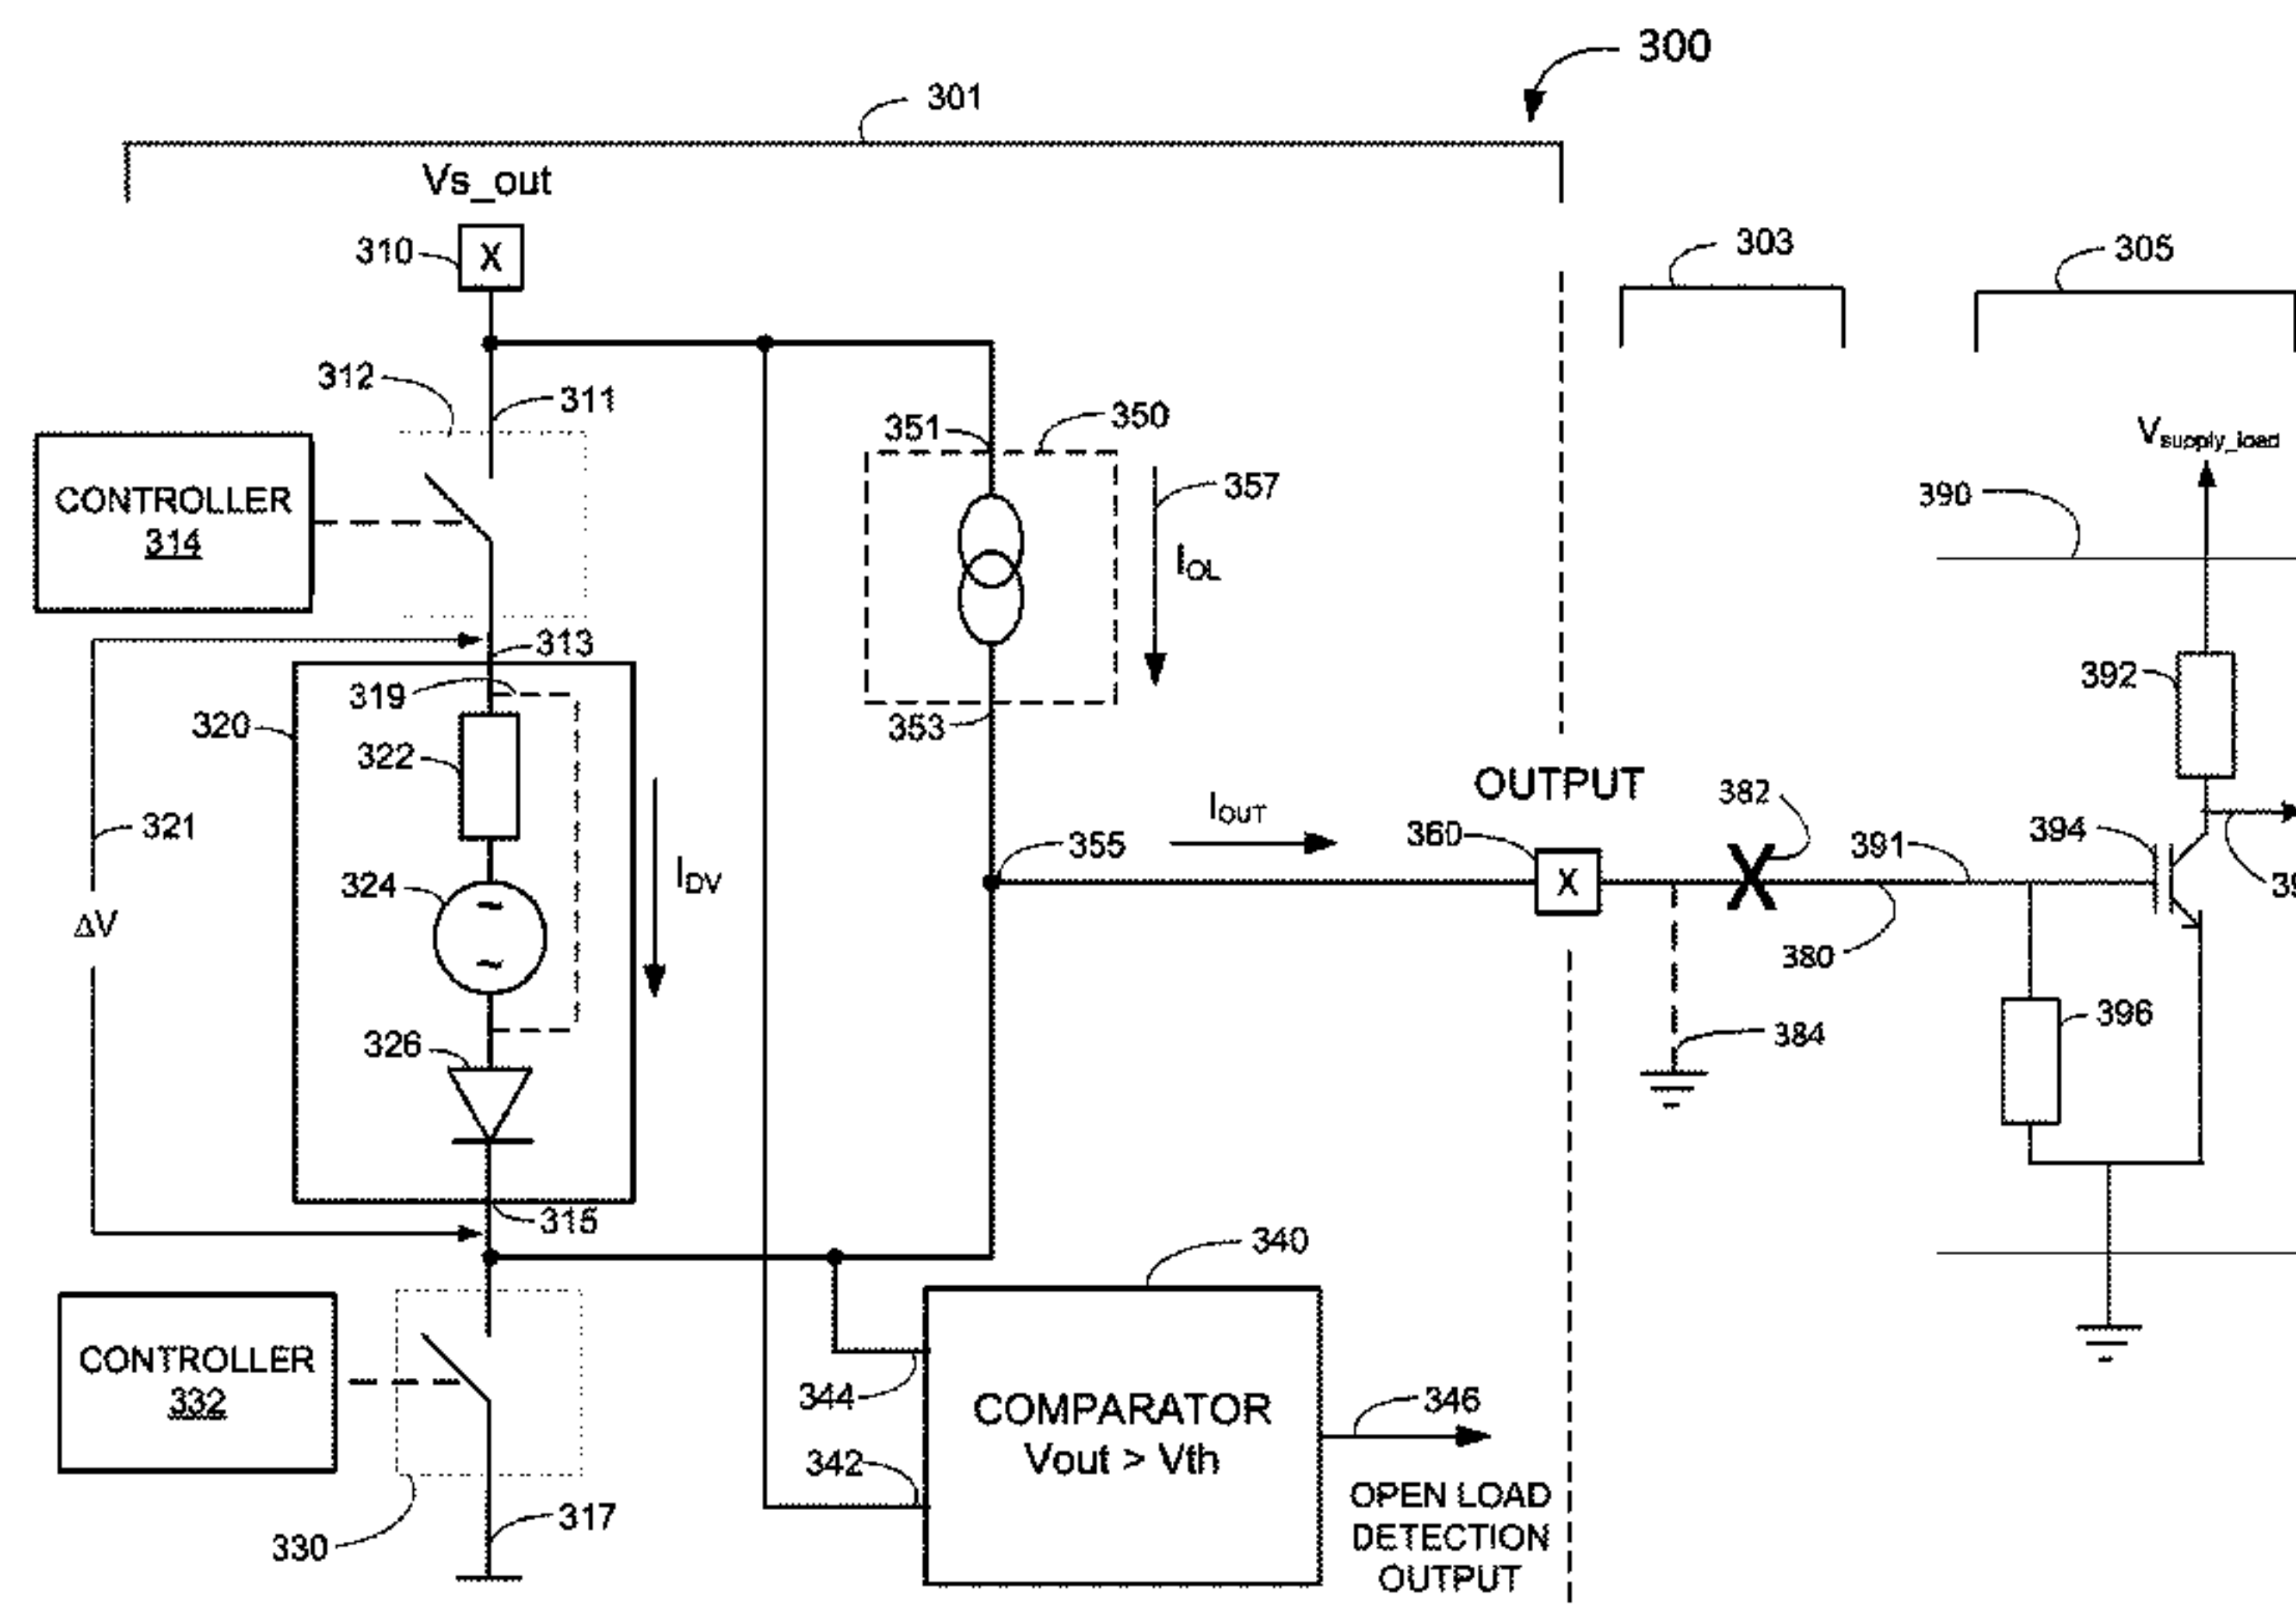 300
301
Vs_out
310
X
303
305
312
311
351
350
357
Vsupply_load
390
CONTROLLER
314
IOL
313
319
320
322
353
392
321
OUTPUT
382
IOUT
355
360
X
X
391
394
324
IDV
ΔV
380
384
396
326
315
340
CONTROLLER
332
344
COMPARATOR
Vout > Vth
342
346
OPEN LOAD
DETECTION
OUTPUT
317
330